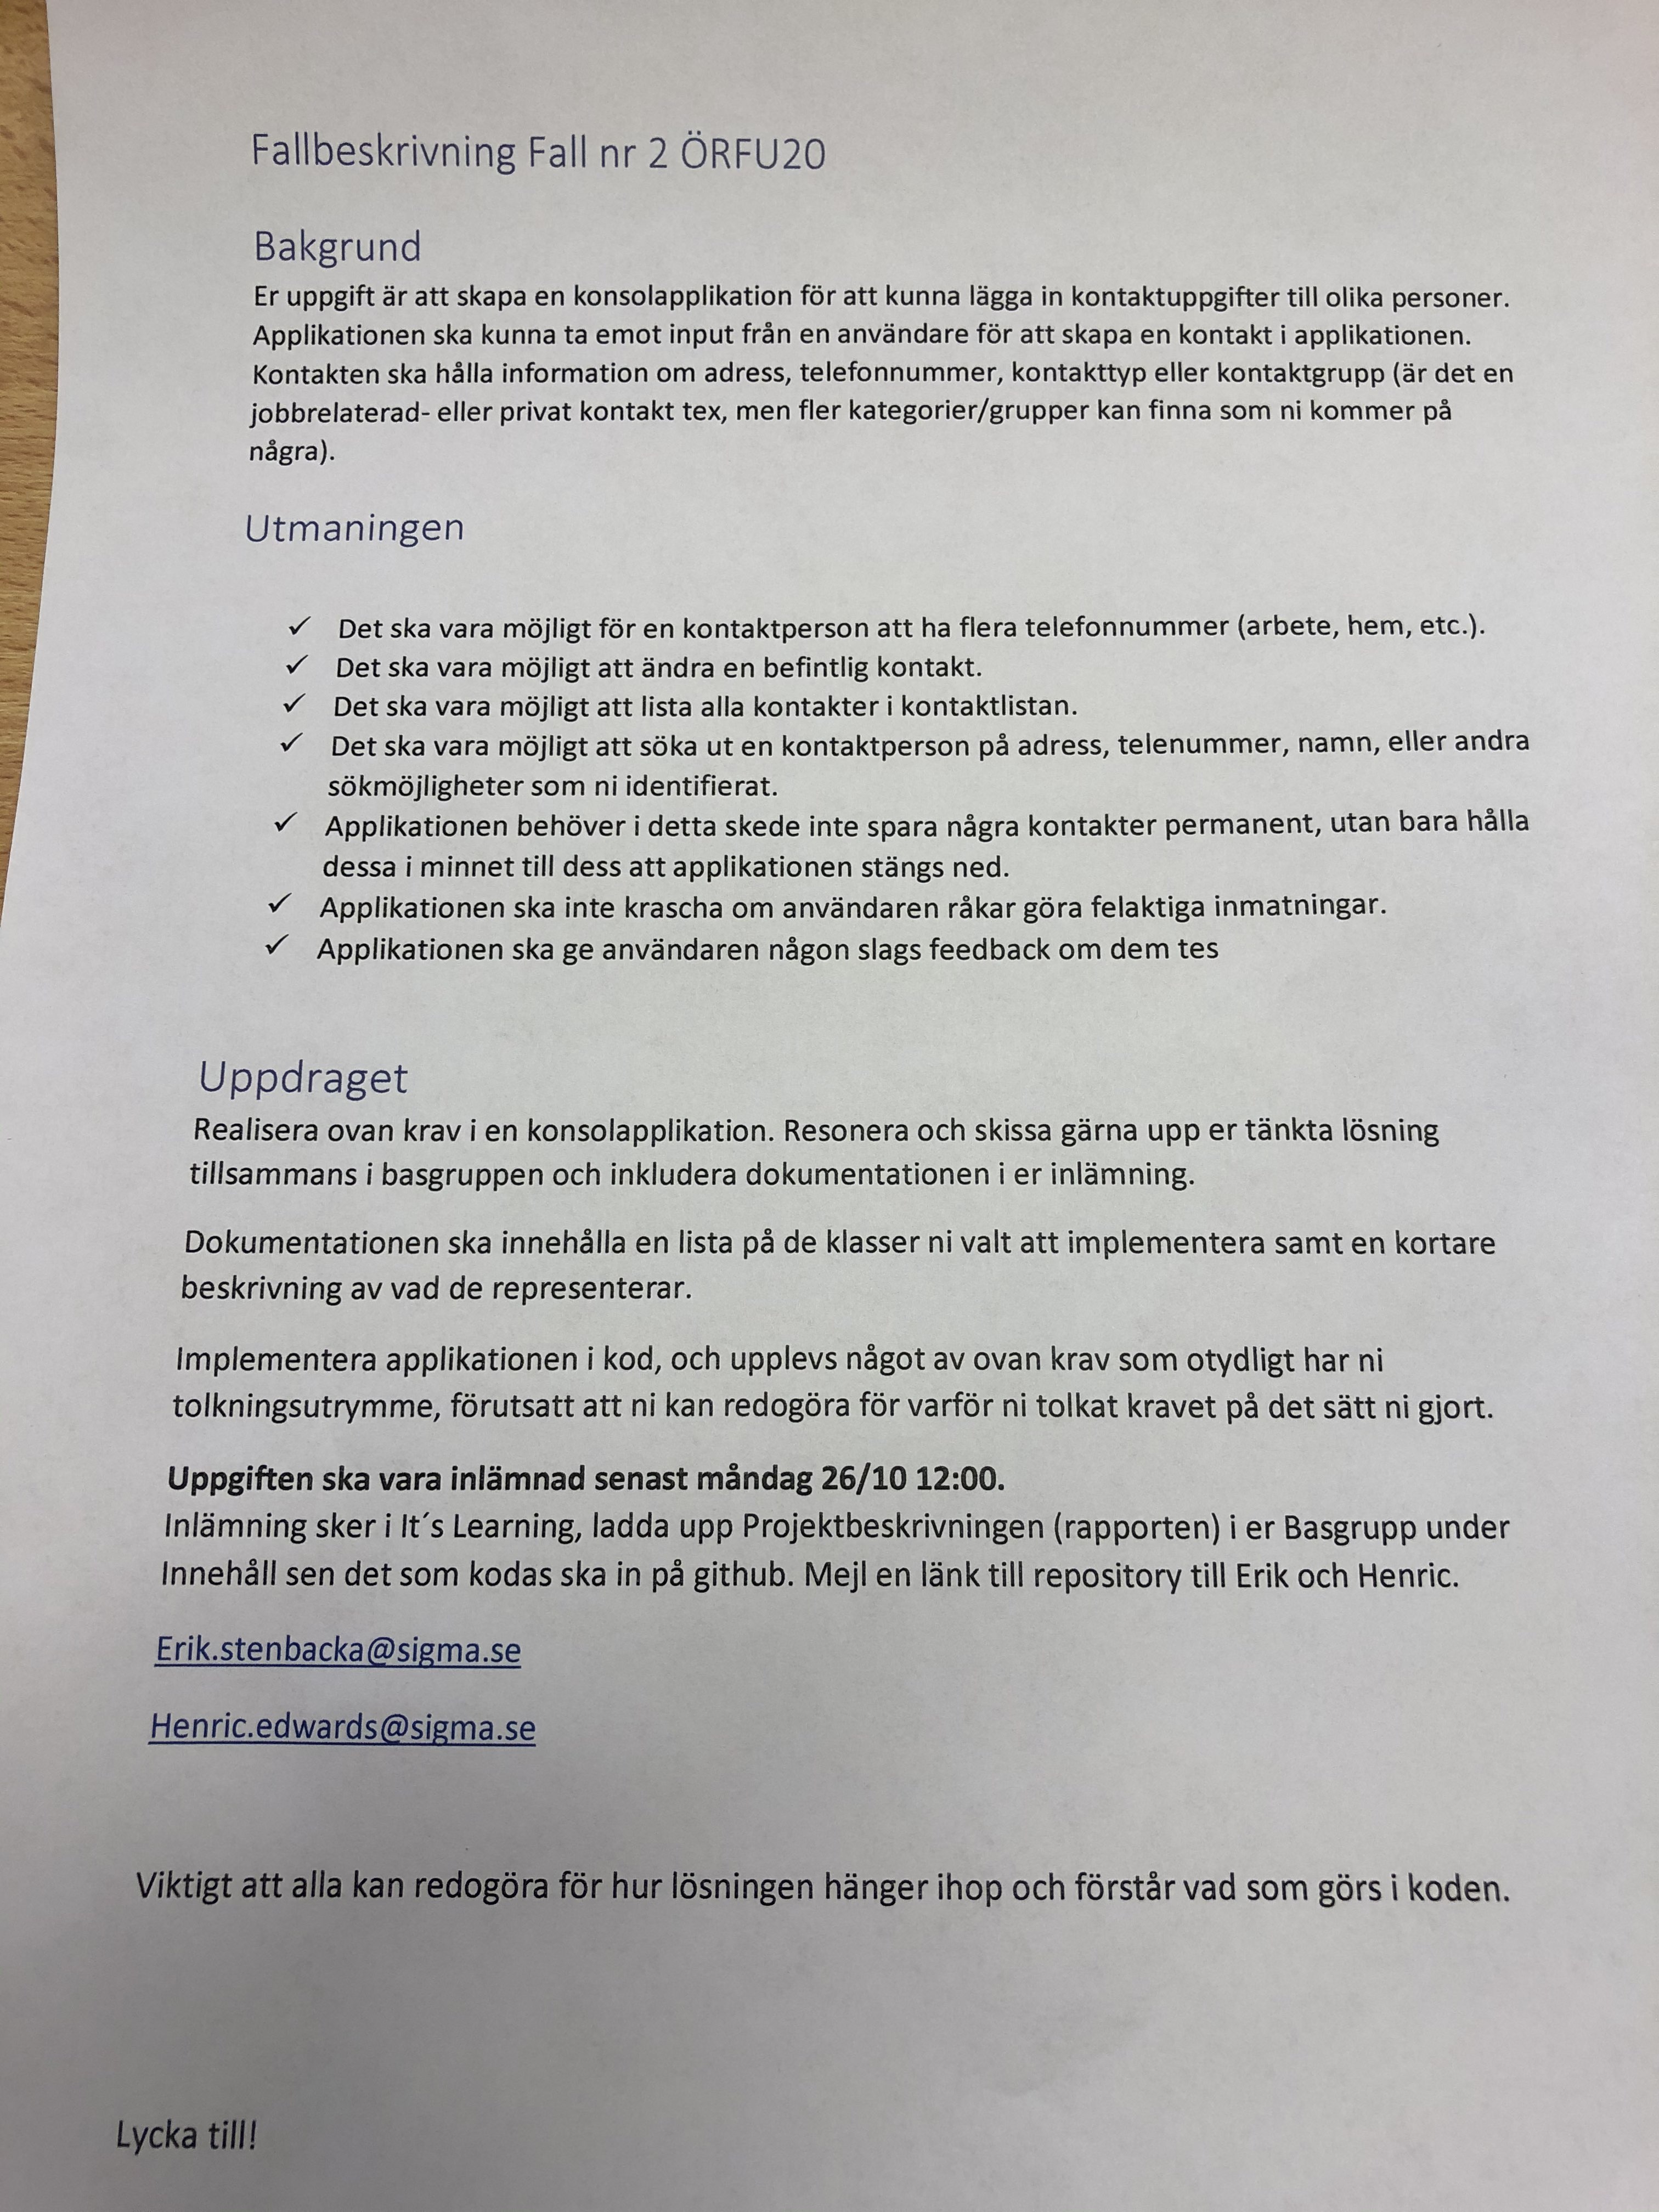 Fallbeskrivning Fall nr 2 ÖRFU20
Bakgrund
Er uppgift är att skapa en konsolapplikation för att kunna lägga in kontaktuppgifter till olika personer.
Applikationen ska kunna ta emot input från en användare för att skapa en kontakt i applikationen.
Kontakten ska hålla information om adress, telefonnummer, kontakttyp eller kontaktgrupp (är det en
jobbrelaterad- eller privat kontakt tex, men fler kategorier/grupper kan finna som ni kommer på
några).
Utmaningen
✓ Det ska vara möjligt för en kontaktperson att ha flera telefonnummer (arbete, hem, etc.).
✓ Det ska vara möjligt att ändra en befintlig kontakt.
✓ Det ska vara möjligt att lista alla kontakter i kontaktlistan.
✓ Det ska vara möjligt att söka ut en kontaktperson på adress, telenummer, namn, eller andra
sökmöjligheter som ni identifierat.
✓ Applikationen behöver i detta skede inte spara några kontakter permanent, utan bara hålla
dessa i minnet till dess att applikationen stängs ned.
✓ Applikationen ska inte krascha om användaren råkar göra felaktiga inmatningar.
✓ Applikationen ska ge användaren någon slags feedback om dem tes
Uppdraget
Realisera ovan krav i en konsolapplikation. Resonera och skissa gärna upp er tänkta lösning
tillsammans i basgruppen och inkludera dokumentationen i er inlämning.
Dokumentationen ska innehålla en lista på de klasser ni valt att implementera samt en kortare
beskrivning av vad de representerar.
Implementera applikationen i kod, och upplevs något av ovan krav som otydligt har ni
tolkningsutrymme, förutsatt att ni kan redogöra för varför ni tolkat kravet på det sätt ni gjort.
Uppgiften ska vara inlämnad senast måndag 26/10 12:00.
Inlämning sker i It´s Learning, ladda upp Projektbeskrivningen (rapporten) i er Basgrupp under
Innehåll sen det som kodas ska in på github. Mejl en länk till repository till Erik och Henric.
Erik.stenbacka@sigma.se
Henric.edwards@sigma.se
Viktigt att alla kan redogöra för hur lösningen hänger ihop och förstår vad som görs i koden.
Lycka till!